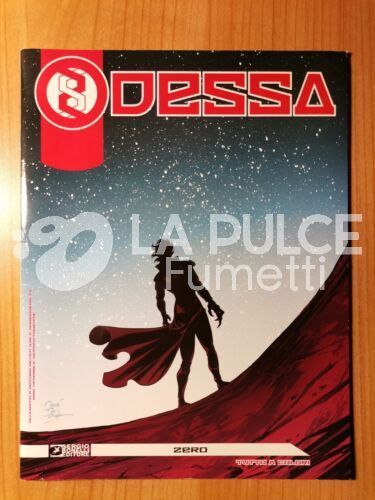 ODESSA
LA PULCE
Fumetti
SERGIO
BONELLI
EDITORE
ZERO
TUTTO A COLORI